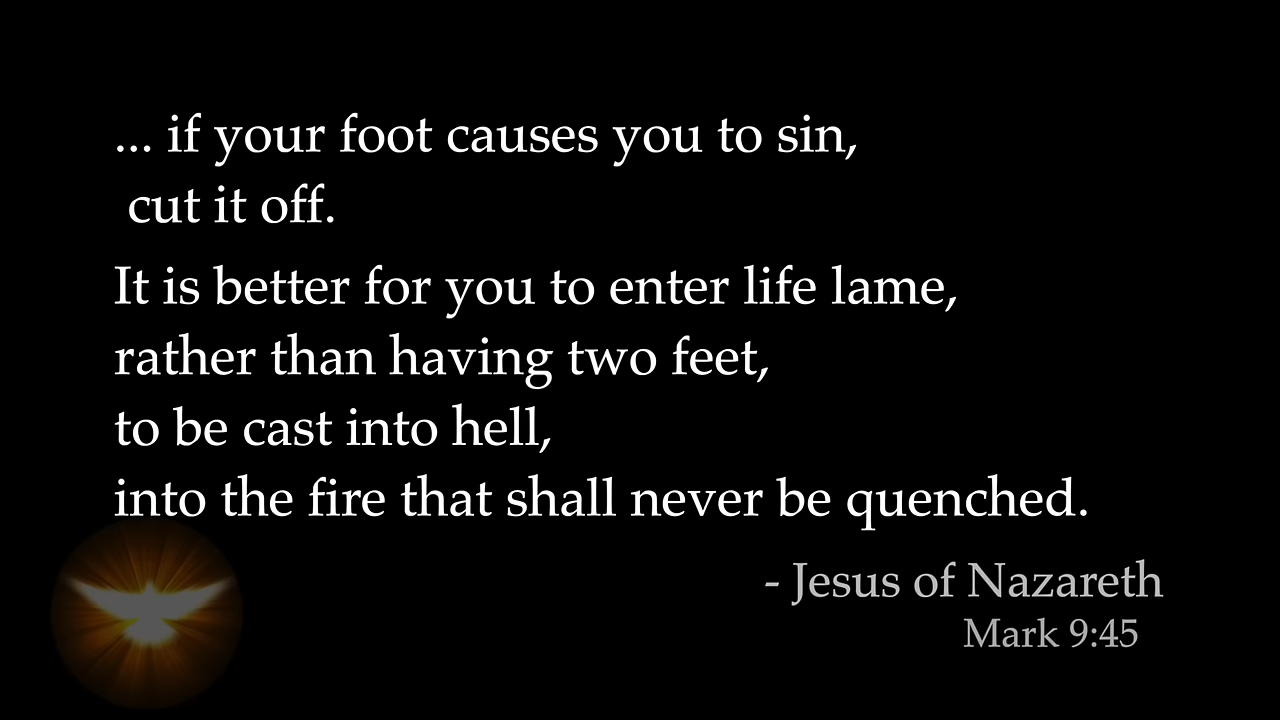 ... if your foot causes you to sin,
cut it off.
It is better for you to enter life lame,
rather than having two feet,
to be cast into hell,
into the fire that shall never be quenched.
- Jesus of Nazareth
Mark 9:45